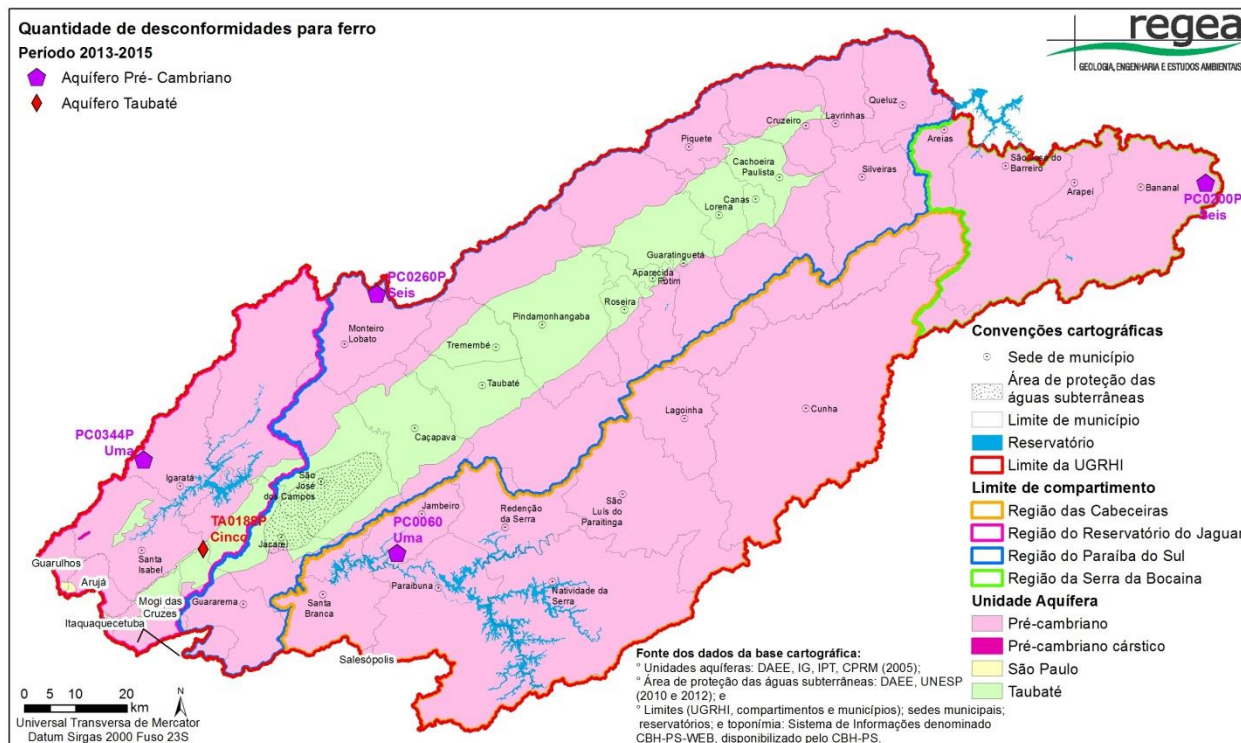 Quantidade de desconformidades para ferro
Período 2013-2015
Aquífero Pré- Cambriano
Aquífero Taubaté
regea
GEOLOGIA, ENGENHARIA E ESTUDOS AMBIENTAIS
Queluz
Lavrinhas
Cruzeiro
Areias
Piquete
São José do
Barreiro
Cachoeira
Paulista
Silveiras
Arapeí
Bananal
PC0200P
Seis
Canas
Lorena
Guaratinguetá
Aparecida
Potim
PC0260P
Seis
Roseira
Pindamonhangaba
Monteiro
Lobato
Tremembé
Taubaté
Lagoinha
Cunha
Caçapava
PC0344P
Uma
Igaratá
São
José
dos Campos
São
Luís do
Paraitinga
Jambeiro
Redenção
da Serra
PC0060
Uma
TA0188P
Cinco
Jacareí
Santa
Isabel
Guarulhos
Arujá
Mogi das
Cruzes
Itaquaquecetuba
Guararema
Santa
Branca
Paraibuna
Natividade da
Serra
Salesópolis
Convenções cartográficas
Sede de município
Área de proteção das
águas subterrâneas
Limite de município
Reservatório
Limite da UGRHI
Limite de compartimento
Região das Cabeceiras
Região do Reservatório do Jaguari
Região do Paraíba do Sul
Região da Serra da Bocaina
Unidade Aquífera
Pré-cambriano
Pré-cambriano cárstico
São Paulo
Taubaté
Fonte dos dados da base cartográfica:
° Unidades aquíferas: DAEE, IG, IPT, CPRM (2005);
° Área de proteção das águas subterrâneas: DAEE, UNESP
(2010 e 2012); e
° Limites (UGRHI, compartimentos e municípios); sedes municipais;
reservatórios; e toponímia: Sistema de Informações denominado
CBH-PS-WEB, disponibilizado pelo CBH-PS.
0 5 10 20
km
N
Universal Transversa de Mercator
Datum Sirgas 2000 Fuso 23S